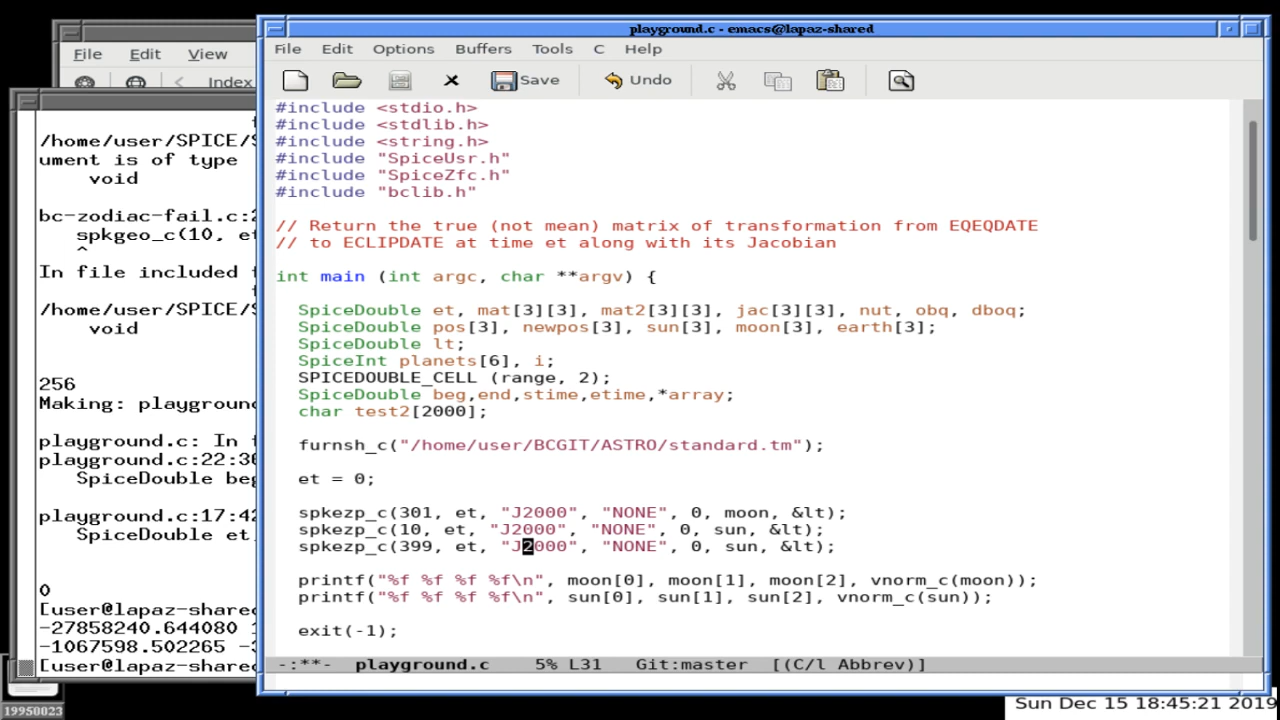 playground.c - emacs@lapaz-shared
File Edit Options Buffers Tools C Help
Save Undo
#include <stdio.h>
#include <stdlib.h>
#include <string.h>
#include "SpiceUsr.h"
#include "SpiceZfc.h"
#include "bclib.h"
// Return the true (not mean) matrix of transformation from EQEQDATE
// to ECLIPDATE at time et along with its Jacobian
int main (int argc, char **argv) {
SpiceDouble et, mat[3][3], mat2[3][3], jac[3][3], nut, obq, dboq;
SpiceDouble pos[3], newpos[3], sun[3], moon[3], earth[3];
SpiceDouble lt;
SpiceInt planets[6], i;
SPICEDOUBLE_CELL (range, 2);
SpiceDouble beg,end,stime,etime,*array;
char test2[2000];
furnsh_c("/home/user/BCGIT/ASTRO/standard.tm");
et = 0;
spkezp_c(301, et, "J2000", "NONE", 0, moon, &lt);
spkezp_c(10, et, "J2000", "NONE", 0, sun, &lt);
spkezp_c(399, et, "J2000", "NONE", 0, sun, &lt);
printf("%f %f %f %f\n", moon[0], moon[1], moon[2], vnorm_c(moon));
printf("%f %f %f %f\n", sun[0], sun[1], sun[2], vnorm_c(sun));
exit(-1);
-:**- playground.c 5% L31 Git:master [(C/l Abbrev)]
File Edit View
Index
/home/user/SPICE/
ument is of type
void
bc-zodiac-fail.c:
spkgeo_c(10, e
^
In file included
/home/user/SPICE/
void
256
Making: playground
playground.c: In
playground.c:22:3
SpiceDouble beg
playground.c:17:42
SpiceDouble et
0
[user@lapaz-shared
-27858240.644080
-1067598.502265 -
[user@lapaz-shared
19950023
Sun Dec 15 18:45:21 2019